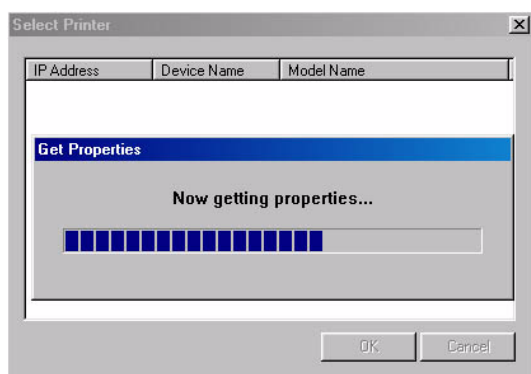 Select Printer
IP Address Device Name Model Name
Get Properties
Now getting properties...
OK Cancel